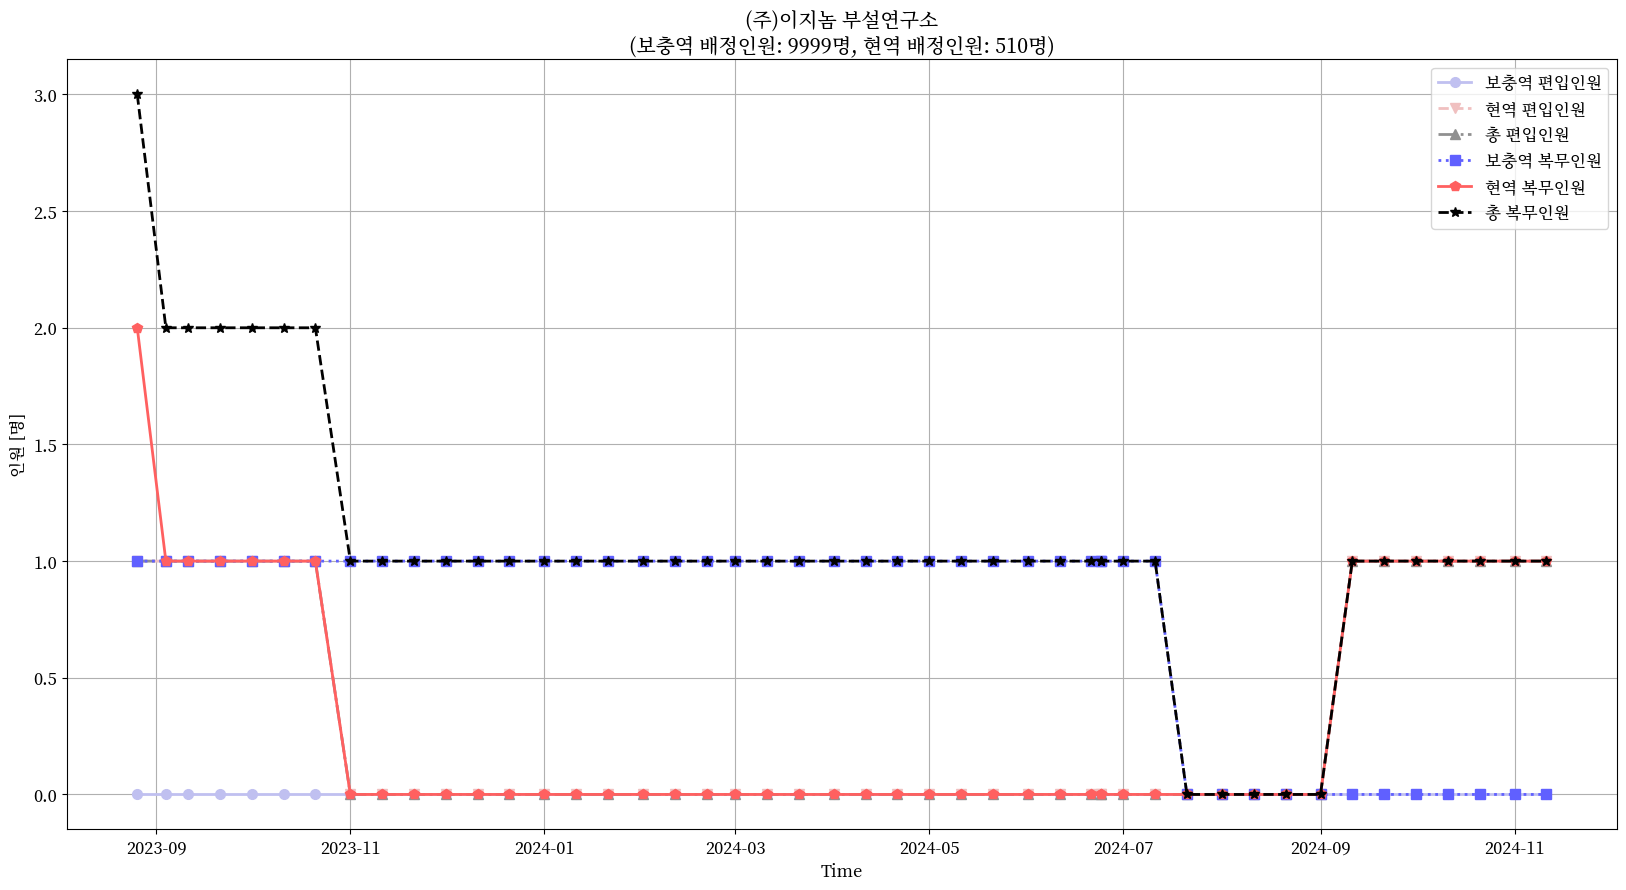 (주)이지놈 부설연구소
(보충역 배정인원: 9999명, 현역 배정인원: 510명)
보충역 편입인원
현역 편입인원
총 편입인원
보충역 복무인원
현역 복무인원
총 복무인원
인원 [명]
3.0
2.5
2.0
1.5
1.0
0.5
0.0
2023-09
2023-11
2024-01
2024-03
2024-05
2024-07
2024-09
2024-11
Time